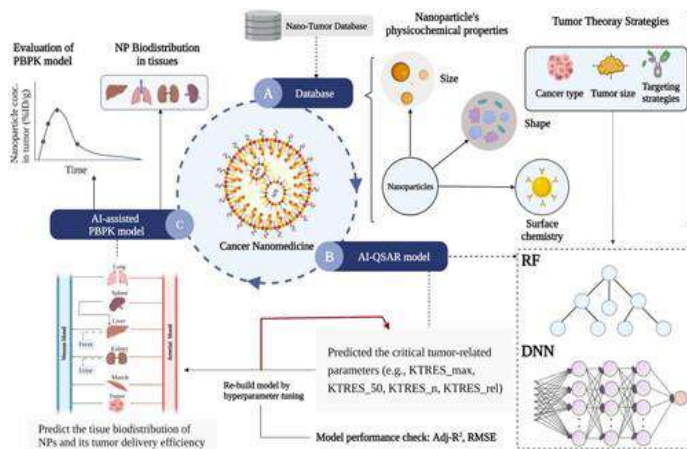 Nano-Tumor Database
Evaluation of
PBPK model
NP Biodistribution
in tissues
Nanoparticle's
physicochemical
properties
Tumor Theoray Strategies
A
Database
Size
Shape
Nanoparticles
Surface
chemistry
Cancer type
Tumor size
Targeting
strategies
Nanoparticle conc.
in tumor (%ID/g)
Time
AI-assisted
PBPK model
C
Cancer Nanomedicine
B
AI-QSAR model
RF
DNN
Lung
Spleen
Liver
Feces
Kidney
Urine
Muscle
Tumor
Venous blood
Arterial blood
Predict the tissue biodistribution of
NPs and its tumor delivery efficiency
Re-build model by
hyperparameter tuning
Predicted the critical tumor-related
parameters (e.g., KTRES_max,
KTRES_50, KTRES_n, KTRES_rel)
Model performance check: Adj-R², RMSE